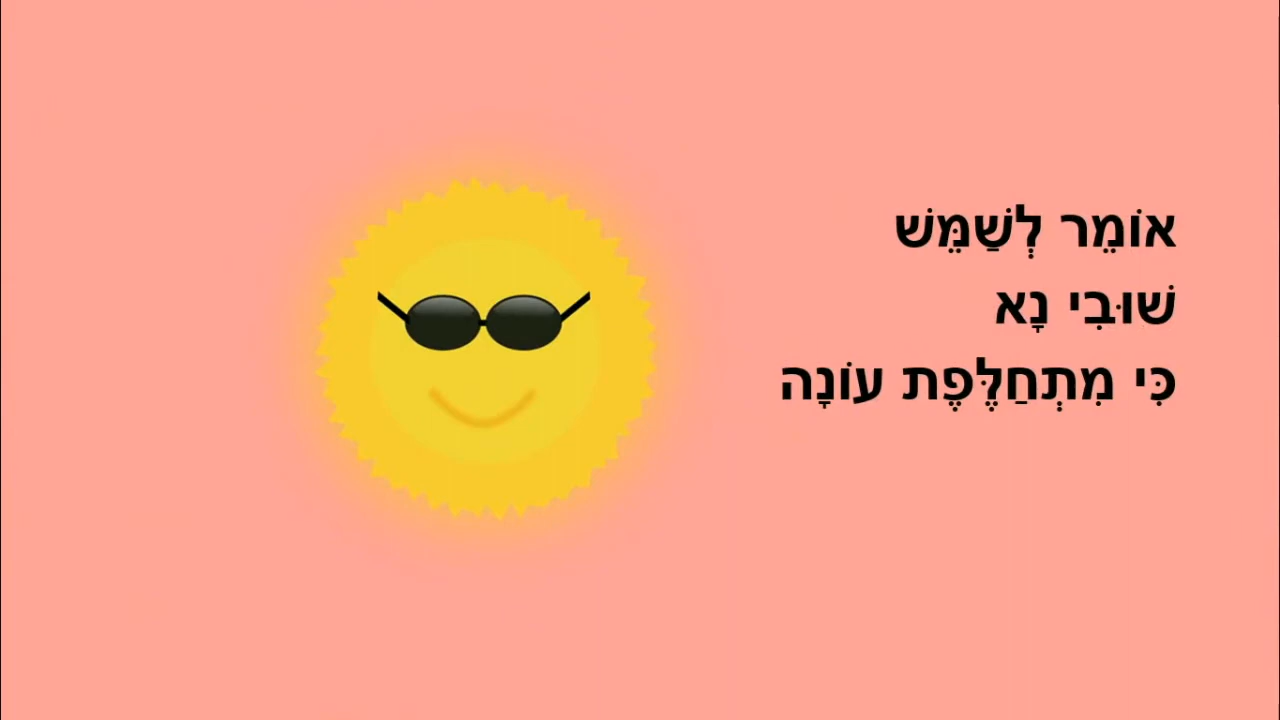 אוֹמֵר לְשַׁמֵּשׁ
שׁוּבִי נָא
כִּי מִתְחַלֶּפֶת עוֹנָה